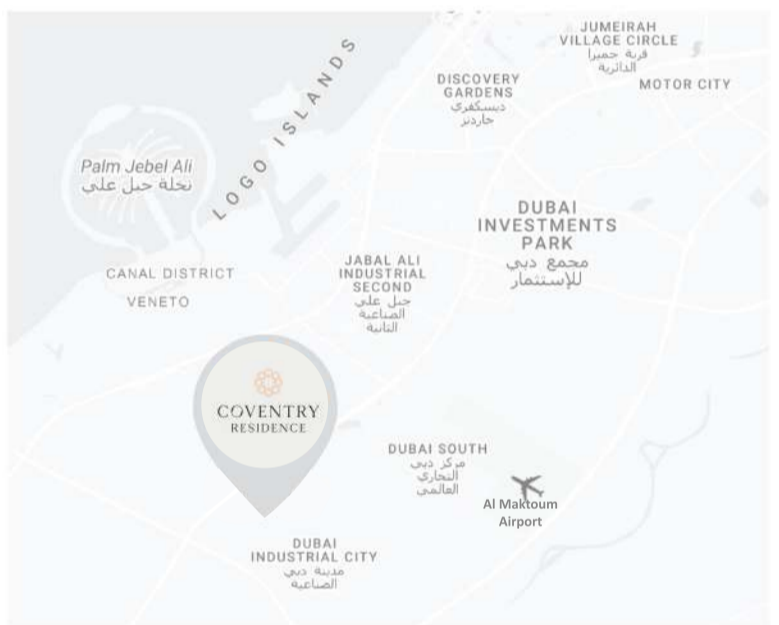 JUMEIRAH
VILLAGE CIRCLE
قرية جميرا
الدائرية
MOTOR CITY
DISCOVERY
GARDENS
ديسكفري
جاردنز
LOGO ISLANDS
Palm Jebel Ali
نخلة جبل علي
DUBAI
INVESTMENTS
PARK
مجمع دبي
للإستثمار
CANAL DISTRICT
VENETO
JABAL ALI
INDUSTRIAL
SECOND
جبل علي
الصناعية
الثانية
COVENTRY
RESIDENCE
DUBAI SOUTH
مركز دبي
التجاري
العالمي
Al Maktoum
Airport
DUBAI
INDUSTRIAL CITY
مدينة دبي
الصناعية